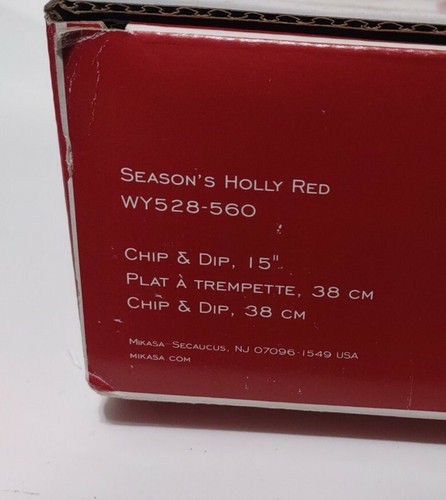 SEASON'S HOLLY RED
WY528-560
CHIP & DIP, 15"
PLAT À TREMPETTE, 38 CM
CHIP & DIP, 38 CM
MIKASA-SECAUCUS, NJ 07096-1549 USA
MIKASA.COM